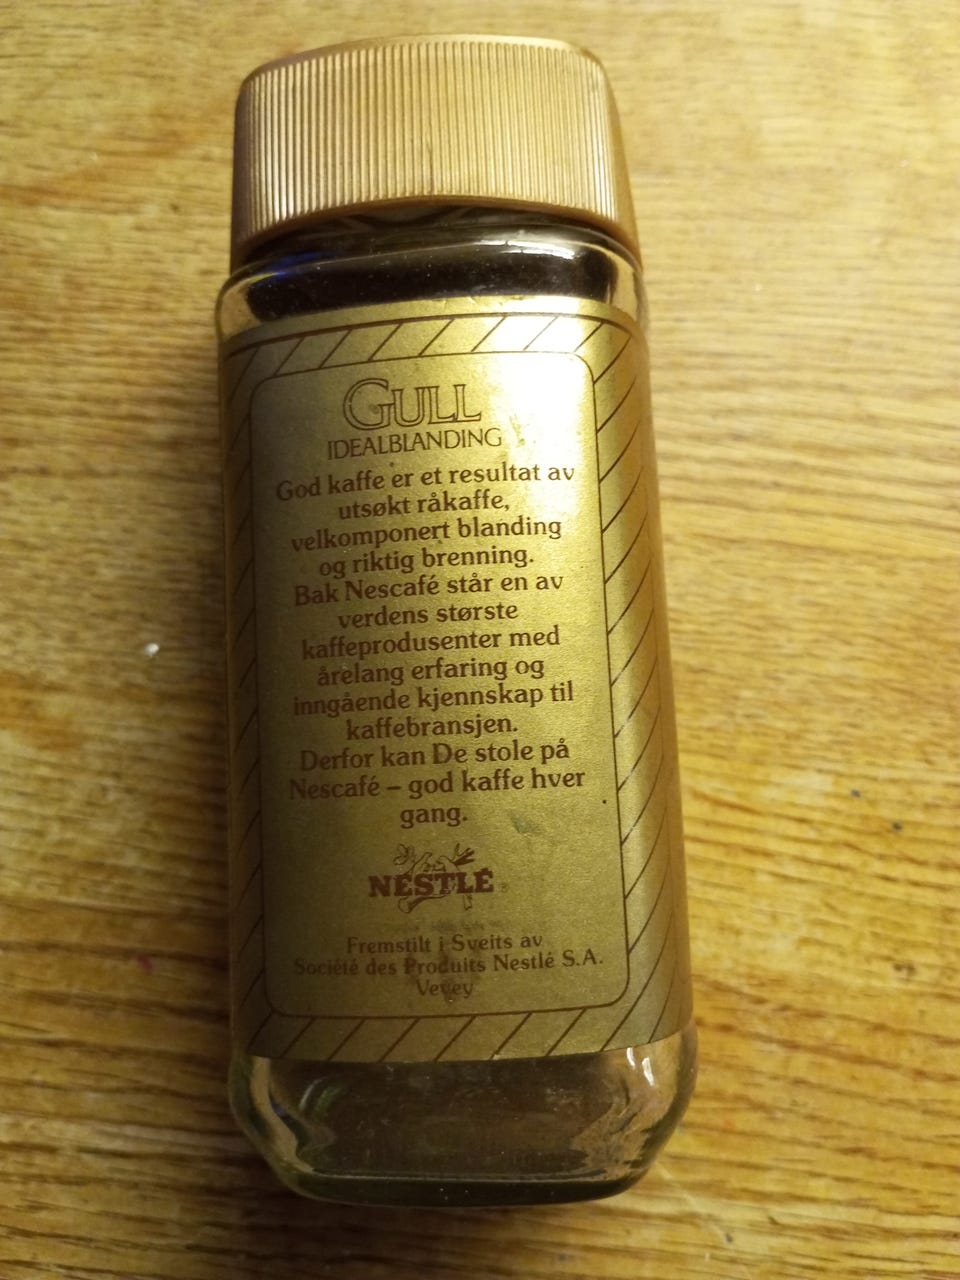 GULL
IDEALBLANDING
God kaffe er et resultat av
utsøkt råkaffe,
velkomponert blanding
og riktig brenning.
Bak Nescafé står en av
verdens største
kaffeprodusenter med
årelang erfaring og
inngående kjennskap til
kaffebransjen.
Derfor kan De stole på
Nescafé – god kaffe hver
gang.
NESTLÉ®
Fremstilt i Sveits av
Société des Produits Nestlé S.A.
Vevey